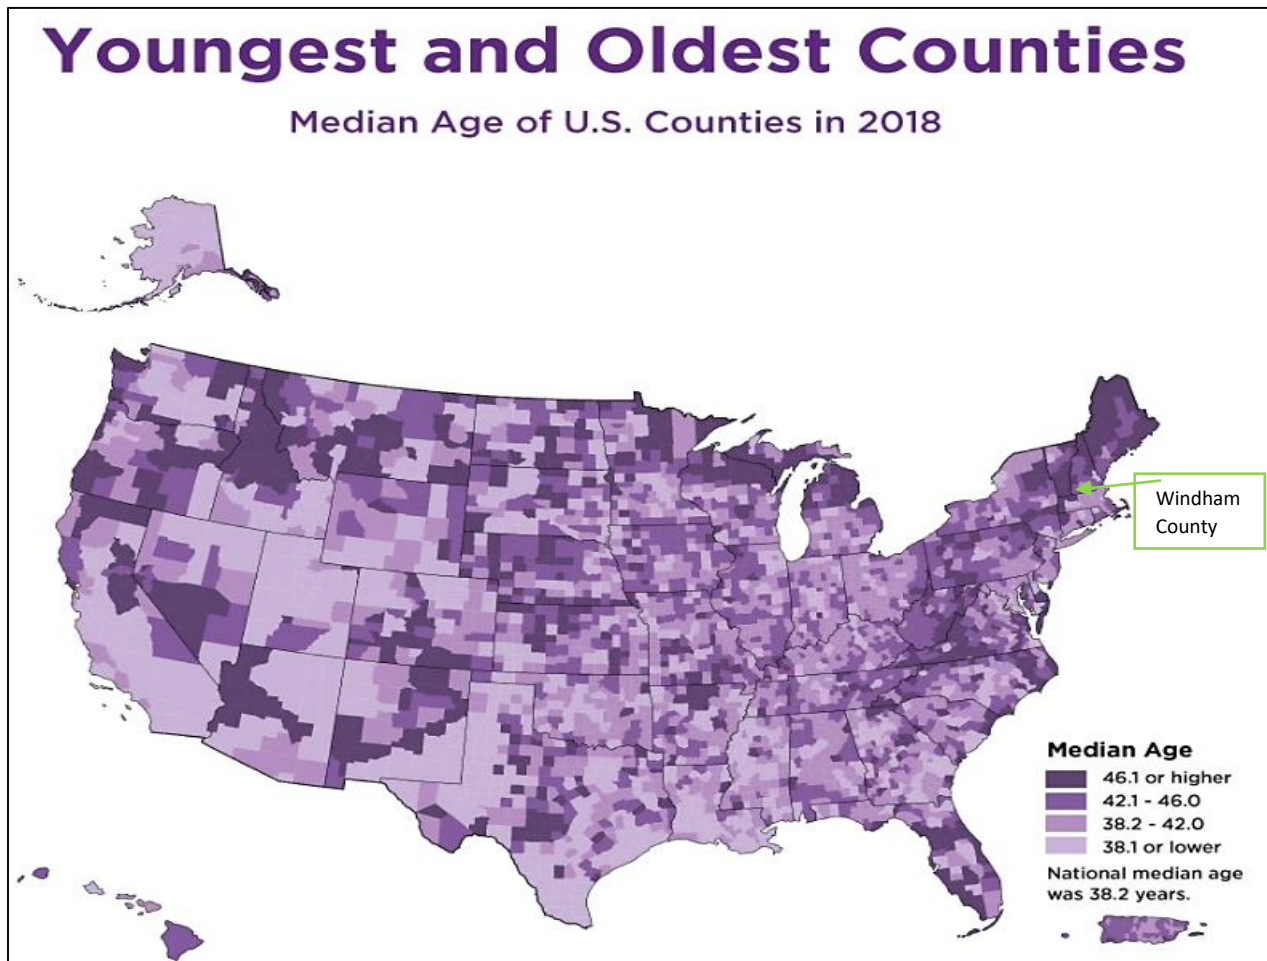 Youngest and Oldest Counties
Median Age of U.S. Counties in 2018
Windham
County
Median Age
46.1 or higher
42.1 - 46.0
38.2 - 42.0
38.1 or lower
National median age
was 38.2 years.